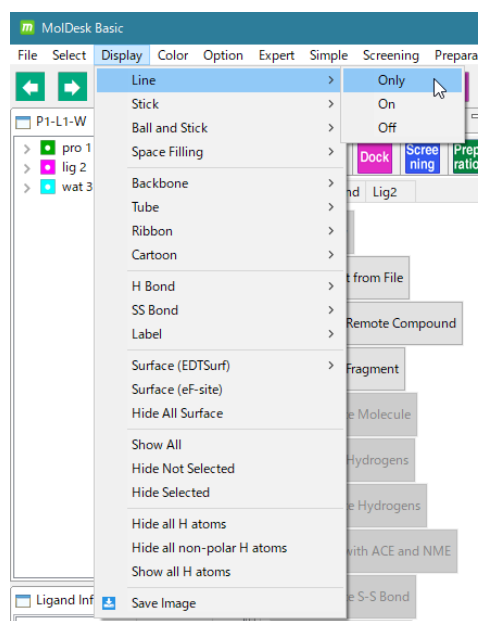 MolDesk Basic
File Select Display Color Option Expert Simple Screening Prepara
Line
Only
Stick
On
P1-L1-W
Ball and Stick
Off
pro 1
Space Filling
Dock
Scree
ning
Prep
ratio
lig 2
wat 3
Backbone
nd Lig2
Tube
Ribbon
Cartoon
t from File
H Bond
SS Bond
Remote Compound
Label
Surface (EDTSurf)
Fragment
Surface (eF-site)
Hide All Surface
e Molecule
Show All
Hydrogens
Hide Not Selected
Hide Selected
e Hydrogens
Hide all H atoms
Hide all non-polar H atoms
with ACE and NME
Show all H atoms
Ligand Inf
Save Image
e S-S Bond